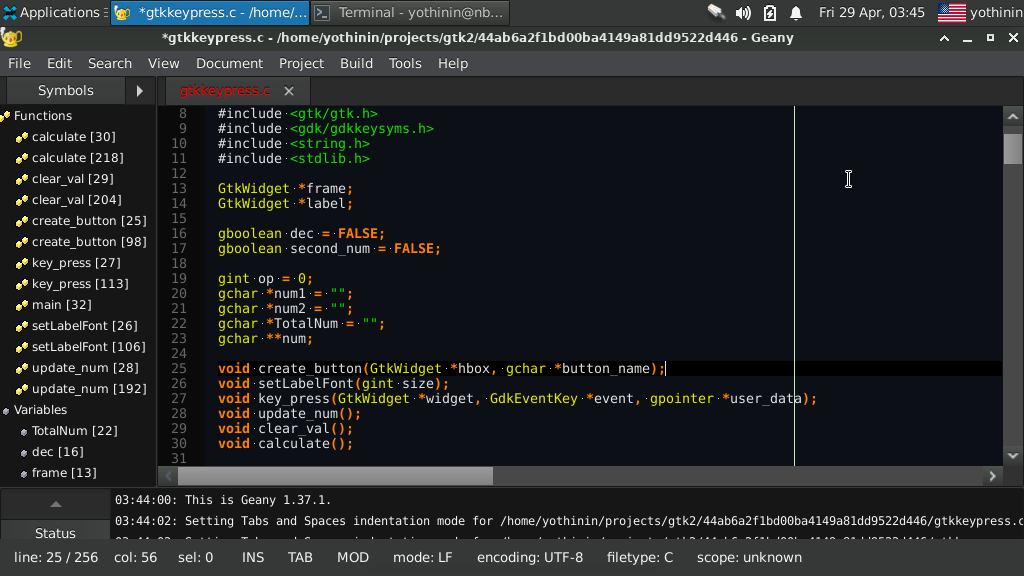 Applications
*gtkkeypress.c - /home/...
Terminal - yothinin@nb...
Fri 29 Apr, 03:45
yothinin
*gtkkeypress.c - /home/yothinin/projects/gtk2/44ab6a2f1bd00ba4149a81dd9522d446 - Geany
File Edit Search View Document Project Build Tools Help
Symbols
gtkkeypress.c
Functions
calculate [30]
calculate [218]
clear_val [29]
clear_val [204]
create_button [25]
create_button [98]
key_press [27]
key_press [113]
main [32]
setLabelFont [26]
setLabelFont [106]
update_num [28]
update_num [192]
Variables
TotalNum [22]
dec [16]
frame [13]
8 #include <gtk/gtk.h>
9 #include <gdk/gdkkeysyms.h>
10 #include <string.h>
11 #include <stdlib.h>
12
13 GtkWidget *frame;
14 GtkWidget *label;
15
16 gboolean dec = FALSE;
17 gboolean second_num = FALSE;
18
19 gint op = 0;
20 gchar *num1 = "";
21 gchar *num2 = "";
22 gchar *TotalNum = "";
23 gchar **num;
24
25 void create_button(GtkWidget *hbox, gchar *button_name);
26 void setLabelFont(gint size);
27 void key_press(GtkWidget *widget, GdkEventKey *event, gpointer *user_data);
28 void update_num();
29 void clear_val();
30 void calculate();
31
Status
03:44:00: This is Geany 1.37.1.
03:44:02: Setting Tabs and Spaces indentation mode for /home/yothinin/projects/gtk2/44ab6a2f1bd00ba4149a81dd9522d446/gtkkeypress.c
line: 25 / 256 col: 56 sel: 0 INS TAB MOD mode: LF encoding: UTF-8 filetype: C scope: unknown